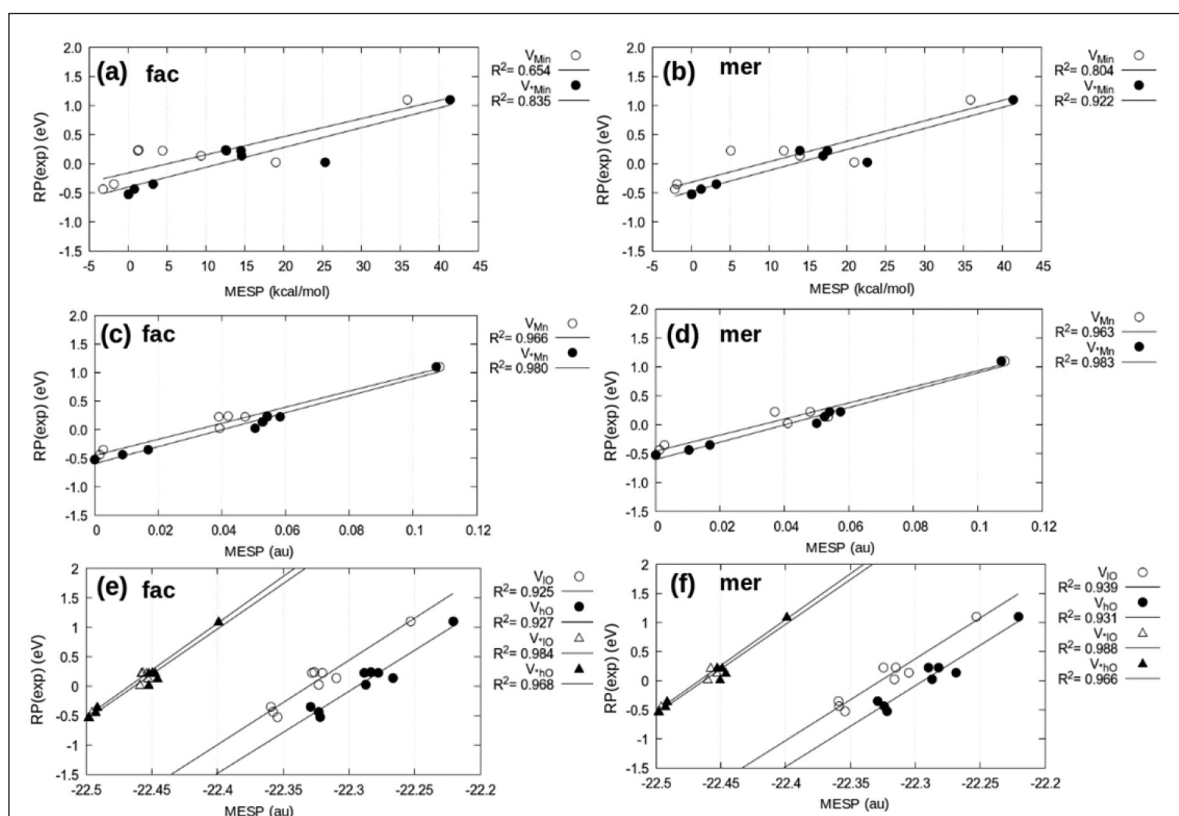 (a) fac
RP(exp) (eV)
2.0
1.5
1.0
0.5
0.0
-0.5
-1.0
-1.5
-5 0 5 10 15 20 25 30 35 40 45
MESP (kcal/mol)
VMin
R2= 0.654
V*Min
R2= 0.835
(b) mer
RP(exp) (eV)
2.0
1.5
1.0
0.5
0.0
-0.5
-1.0
-1.5
-5 0 5 10 15 20 25 30 35 40 45
MESP (kcal/mol)
VMin
R2= 0.804
V*Min
R2= 0.922
(c) fac
RP(exp) (eV)
2.0
1.5
1.0
0.5
0.0
-0.5
-1.0
-1.5
0 0.02 0.04 0.06 0.08 0.1 0.12
MESP (au)
VMn
R2= 0.966
V*Mn
R2= 0.980
(d) mer
RP(exp) (eV)
2.0
1.5
1.0
0.5
0.0
-0.5
-1.0
-1.5
0 0.02 0.04 0.06 0.08 0.1 0.12
MESP (au)
VMn
R2= 0.963
V*Mn
R2= 0.983
(e) fac
RP(exp) (eV)
2
1.5
1
0.5
0
-0.5
-1
-1.5
-22.5 -22.45 -22.4 -22.35 -22.3 -22.25 -22.2
MESP (au)
VlO
R2= 0.925
VhO
R2= 0.927
V*lO
R2= 0.984
V*hO
R2= 0.968
(f) mer
RP(exp) (eV)
2
1.5
1
0.5
0
-0.5
-1
-1.5
-22.5 -22.45 -22.4 -22.35 -22.3 -22.25 -22.2
MESP (au)
VlO
R2= 0.939
VhO
R2= 0.931
V*lO
R2= 0.988
V*hO
R2= 0.966